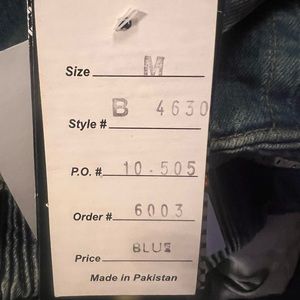 Size M
B 4630
Style #
P.O. # 10-505
Order # 6003
Price BLUE
Made in Pakistan